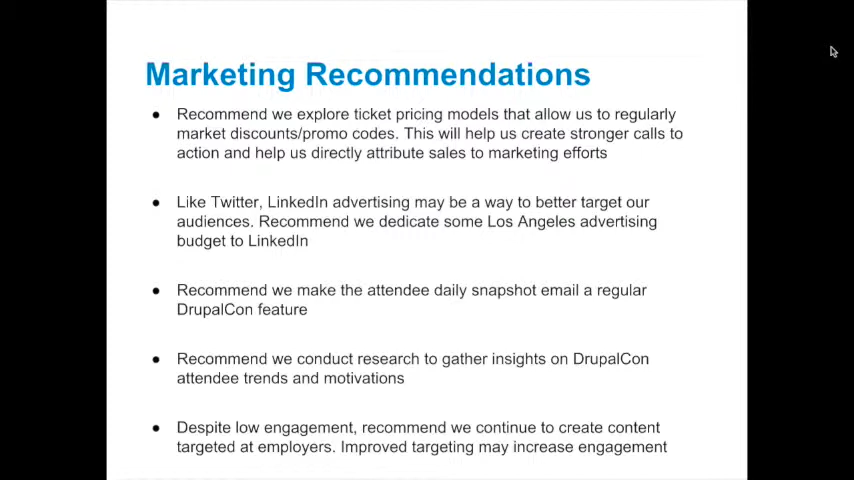 Marketing Recommendations
● Recommend we explore ticket pricing models that allow us to regularly
market discounts/promo codes. This will help us create stronger calls to
action and help us directly attribute sales to marketing efforts
● Like Twitter, LinkedIn advertising may be a way to better target our
audiences. Recommend we dedicate some Los Angeles advertising
budget to LinkedIn
● Recommend we make the attendee daily snapshot email a regular
DrupalCon feature
● Recommend we conduct research to gather insights on DrupalCon
attendee trends and motivations
● Despite low engagement, recommend we continue to create content
targeted at employers. Improved targeting may increase engagement